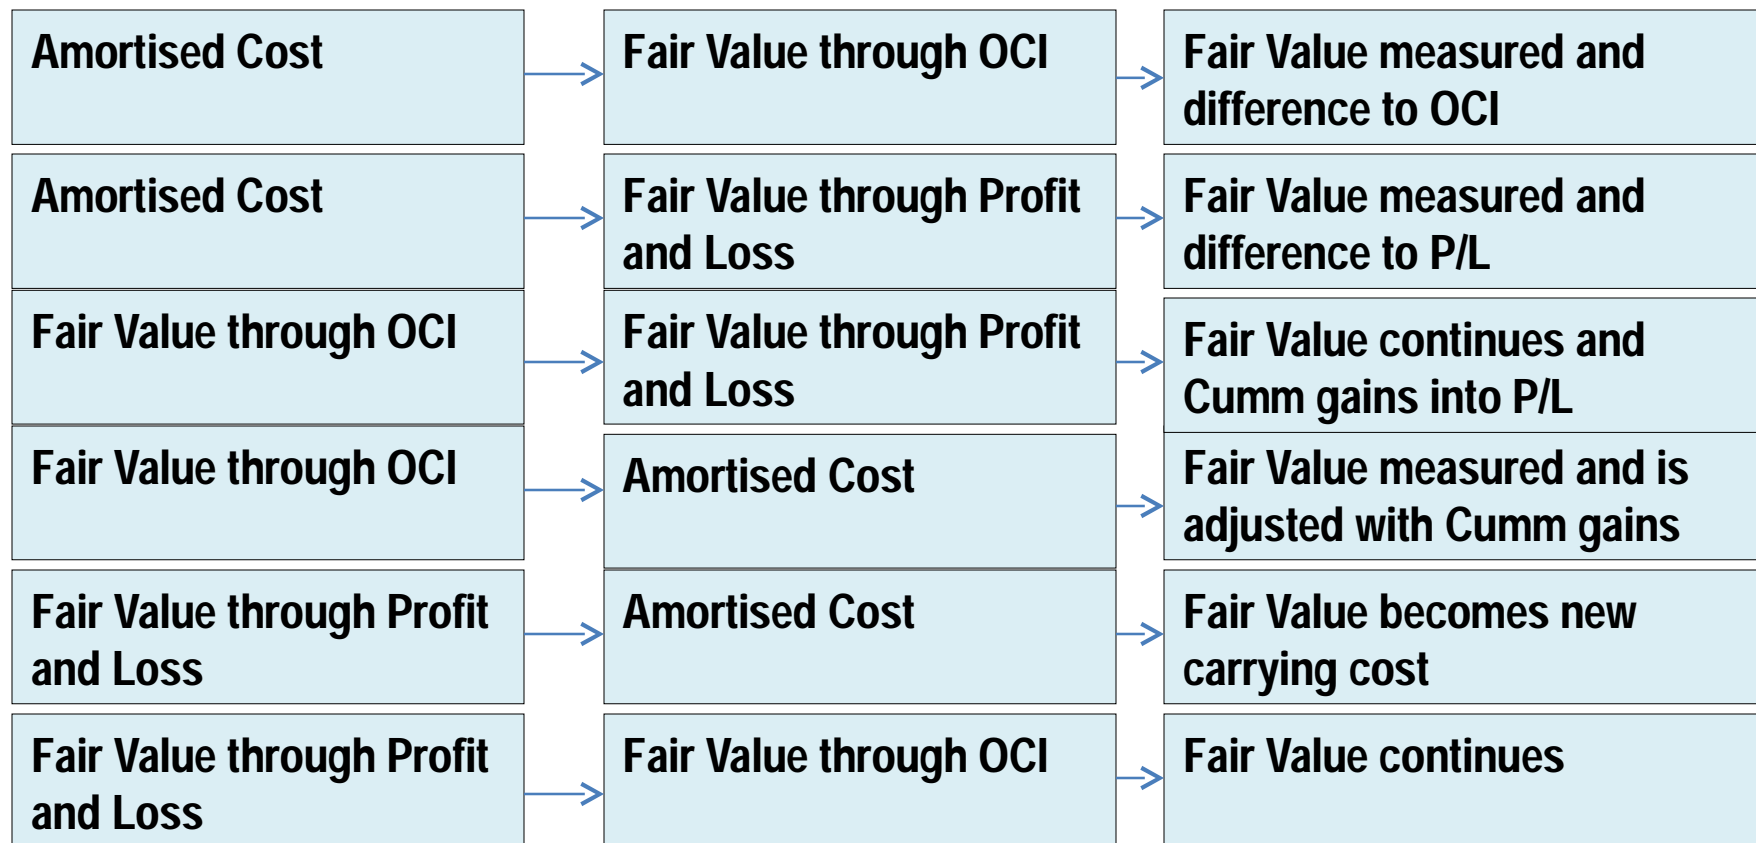 Amortised Cost
Fair Value through OCI
Fair Value measured and
difference to OCI
Amortised Cost
Fair Value through Profit
and Loss
Fair Value measured and
difference to P/L
Fair Value through OCI
Fair Value through Profit
and Loss
Fair Value continues and
Cumm gains into P/L
Fair Value through OCI
Amortised Cost
Fair Value measured and is
adjusted with Cumm gains
Fair Value through Profit
and Loss
Amortised Cost
Fair Value becomes new
carrying cost
Fair Value through Profit
and Loss
Fair Value through OCI
Fair Value continues